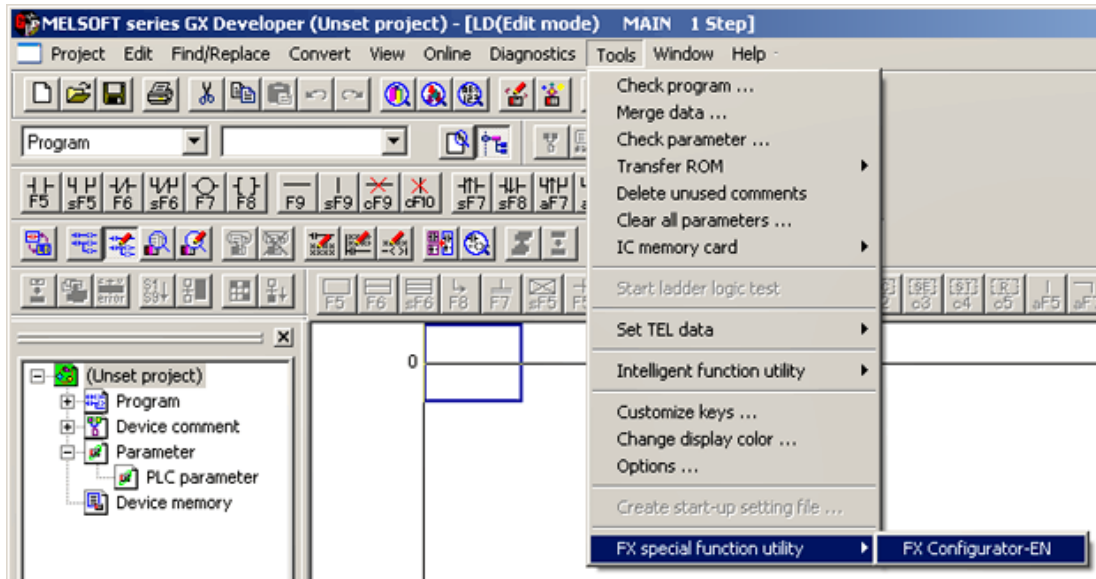 MELSOFT series GX Developer (Unset project) - [LD(Edit mode) MAIN 1 Step]
Project Edit Find/Replace Convert View Online Diagnostics Tools Window Help
Program
F5 sF5 F6 sF6 F7 F8 F9 sF9 cF9 cF10 sF7 sF8 aF7
F5 F6 sF6 F8 F7 sF5 c3 c4 c5 aF5
0
(Unset project)
Program
Device comment
Parameter
PLC parameter
Device memory
Check program ...
Merge data ...
Check parameter ...
Transfer ROM
Delete unused comments
Clear all parameters ...
IC memory card
Start ladder logic test
Set TEL data
Intelligent function utility
Customize keys ...
Change display color ...
Options ...
Create start-up setting file ...
FX special function utility
FX Configurator-EN